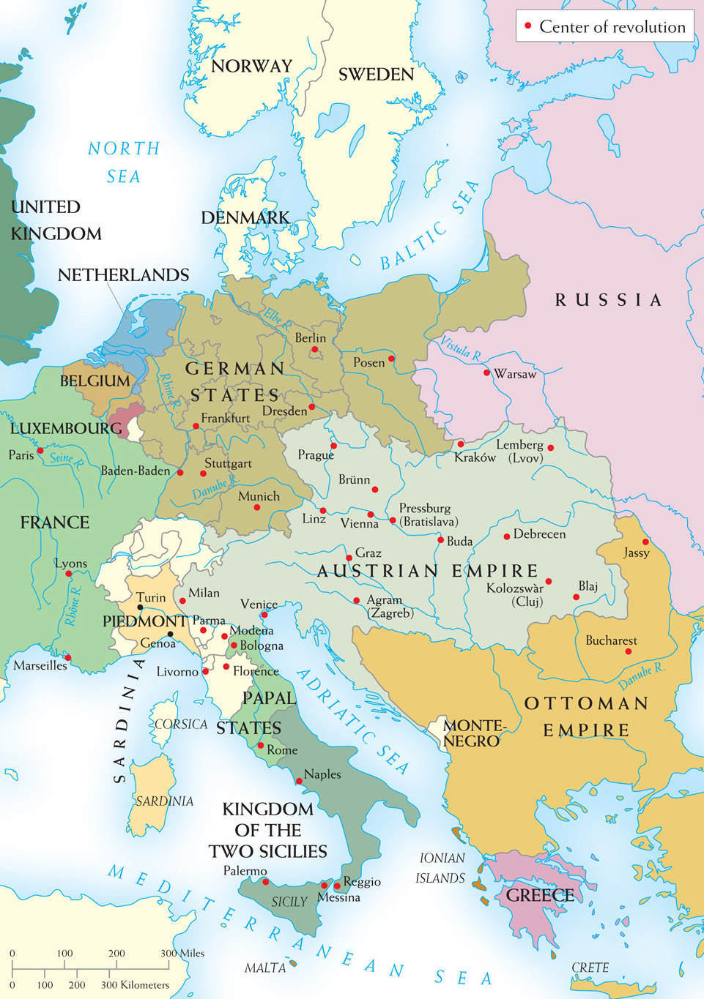 Center of revolution
NORWAY
SWEDEN
NORTH
SEA
UNITED
KINGDOM
DENMARK
BALTIC SEA
NETHERLANDS
RUSSIA
Elbe R.
Berlin
Vistula R.
Posen
Warsaw
GERMAN
STATES
BELGIUM
Rhine R.
Dresden
Frankfurt
LUXEMBOURG
Paris
Seine R.
Prague
Kraków
Lemberg
(Lvov)
Baden-Baden
Stuttgart
Danube R.
Brünn
Munich
Linz
Vienna
Pressburg
(Bratislava)
FRANCE
Buda
Debrecen
Jassy
Graz
AUSTRIAN EMPIRE
Lyons
Rhône R.
Kolozswàr
(Cluj)
Blaj
Milan
Turin
Agram
(Zagreb)
Venice
PIEDMONT
Parma
Modena
Genoa
Bologna
Bucharest
Marseilles
Livorno
Florence
Danube R.
SARDINIA
ADRIATIC SEA
PAPAL
STATES
OTTOMAN
EMPIRE
CORSICA
MONTE-
NEGRO
Rome
Naples
SARDINIA
KINGDOM
OF THE
TWO SICILIES
IONIAN
ISLANDS
Palermo
Reggio
Messina
SICILY
GREECE
MEDITERRANEAN SEA
MALTA
CRETE
0 100 200 300 Miles
0 100 200 300 Kilometers